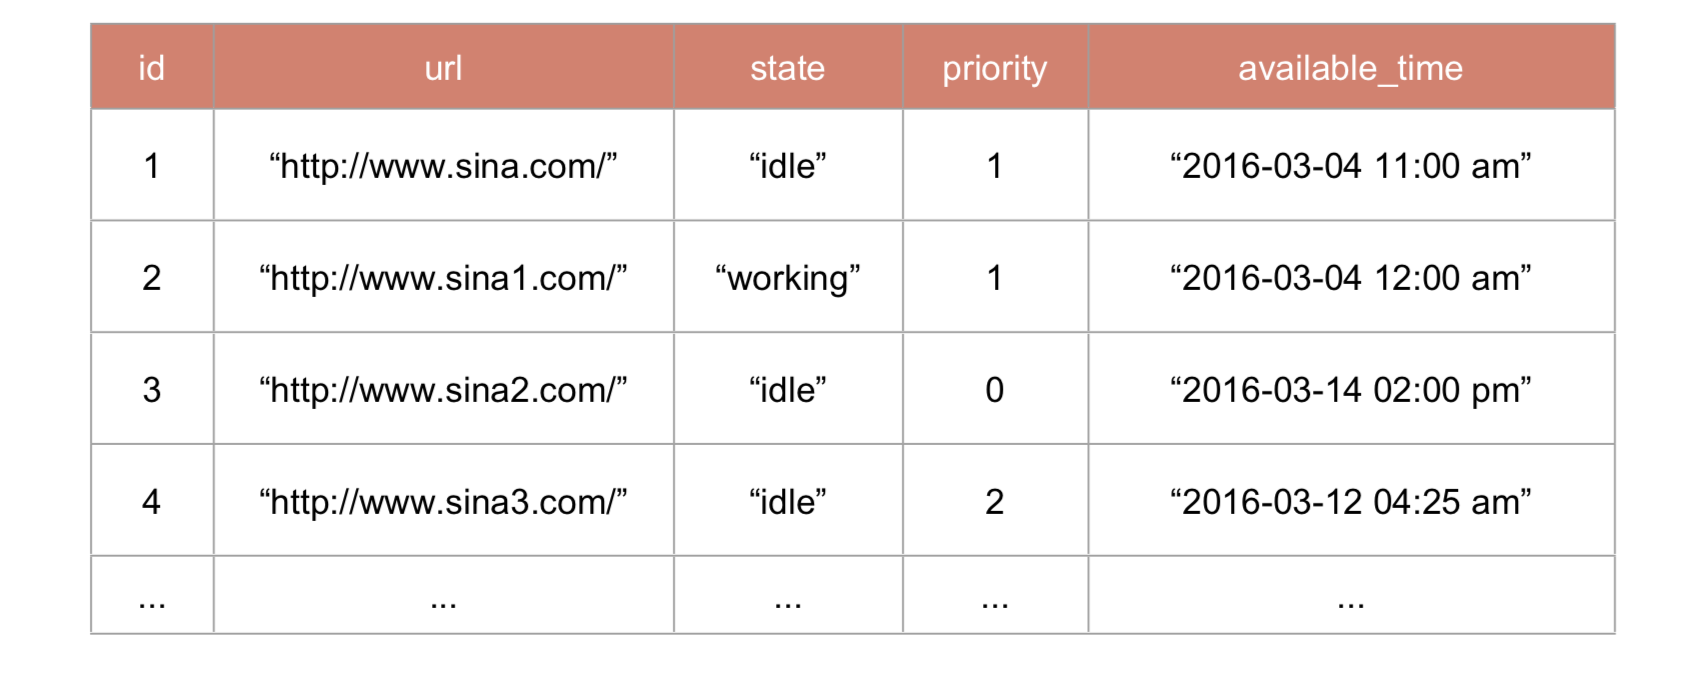 id url state priority available_time
1 “http://www.sina.com/” “idle” 1 “2016-03-04 11:00 am”
2 “http://www.sina1.com/” “working” 1 “2016-03-04 12:00 am”
3 “http://www.sina2.com/” “idle” 0 “2016-03-14 02:00 pm”
4 “http://www.sina3.com/” “idle” 2 “2016-03-12 04:25 am”
... ... ... ... ...